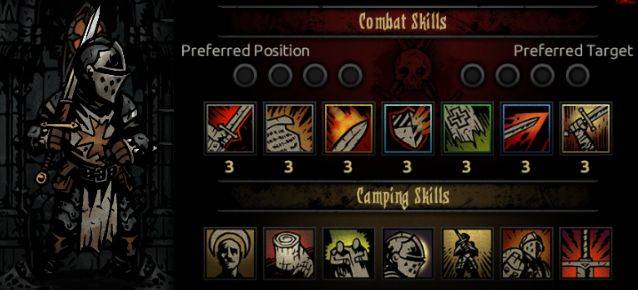 Combat Skills
Preferred Position Preferred Target
3 3 3 3 3 3 3
Camping Skills